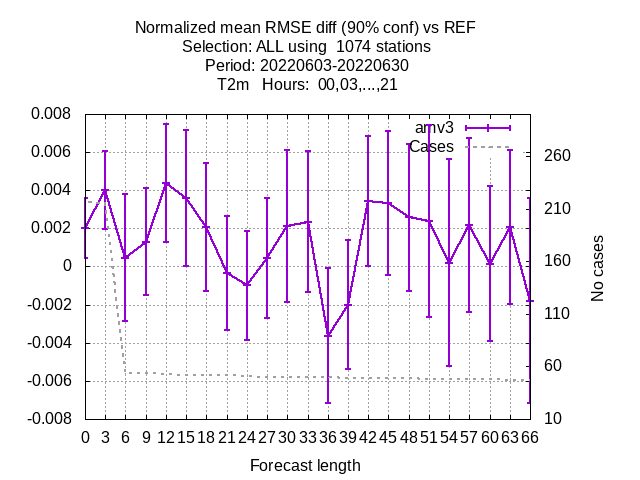 Normalized mean RMSE diff (90% conf) vs REF
Selection: ALL using  1074 stations
Period: 20220603-20220630
T2m   Hours:  00,03,...,21
0.008
0.006
0.004
0.002
0
-0.002
-0.004
-0.006
-0.008
amv3
Cases
260
210
160
110
60
10
No cases
0 3 6 9 12 15 18 21 24 27 30 33 36 39 42 45 48 51 54 57 60 63 66
Forecast length